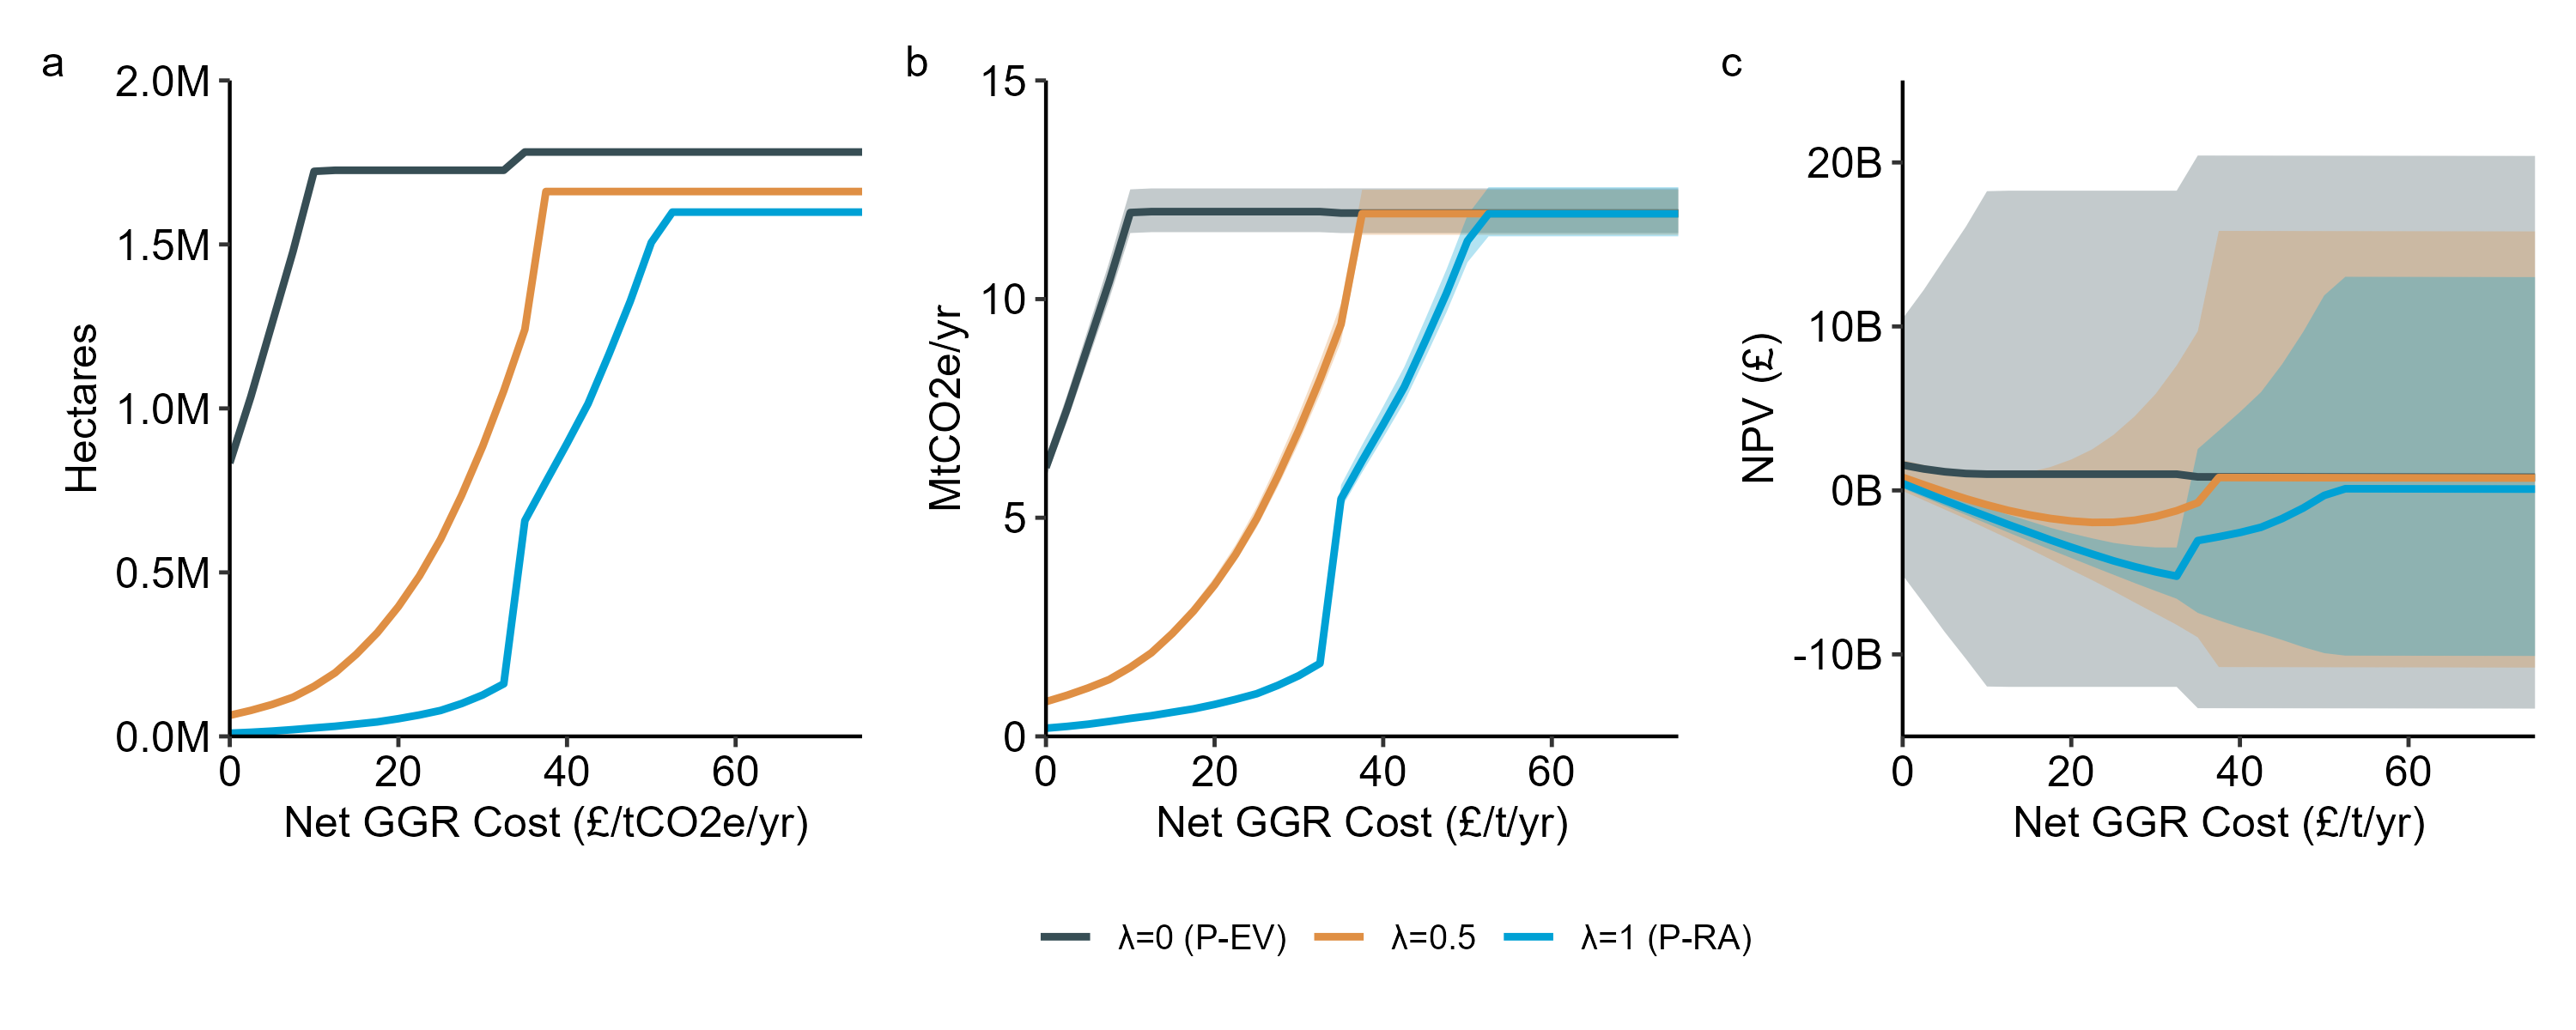 a
2.0M
1.5M
1.0M
0.5M
0.0M
Hectares
0
20
40
60
Net GGR Cost (£/tCO2e/yr)
b
15
10
5
0
MtCO2e/yr
0
20
40
60
Net GGR Cost (£/t/yr)
c
20B
10B
0B
-10B
NPV (£)
0
20
40
60
Net GGR Cost (£/t/yr)
λ=0 (P-EV)
λ=0.5
λ=1 (P-RA)